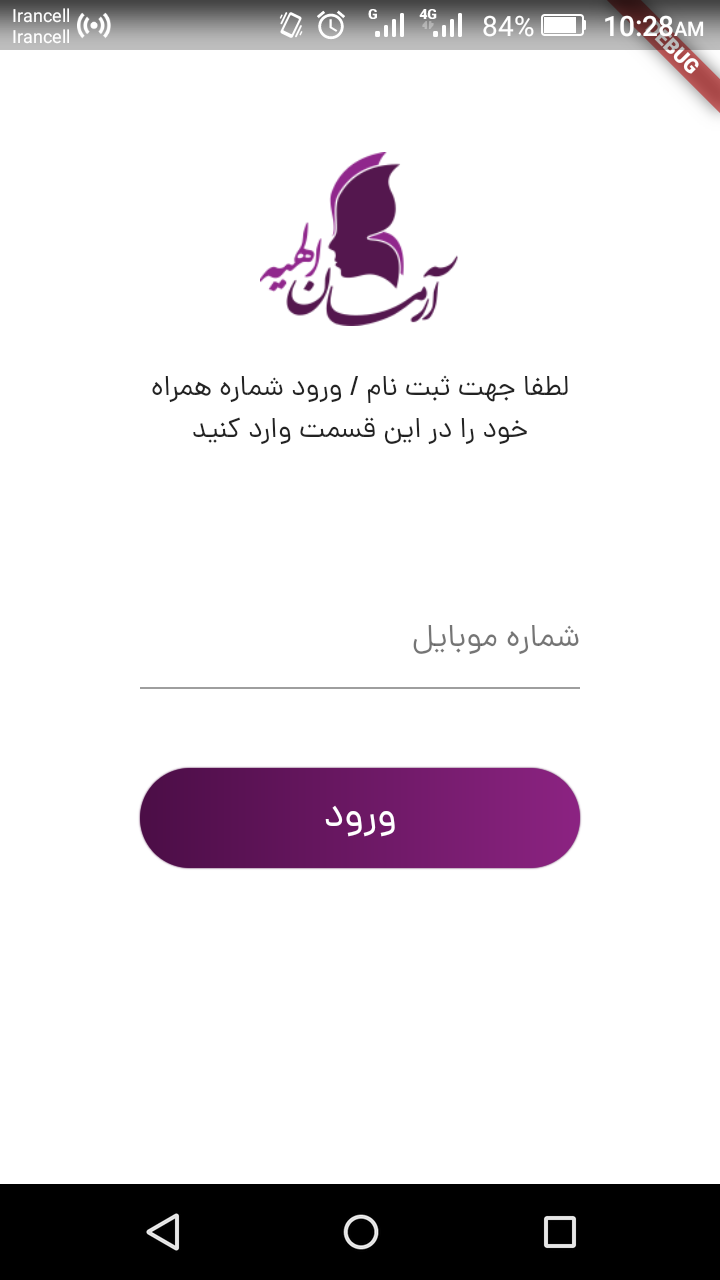 Irancell
Irancell
G
4G
84%
10:28AM
EBUG
آرمان الهیه
لطفا جهت ثبت نام / ورود شماره همراه
خود را در این قسمت وارد کنید
شماره موبایل
ورود